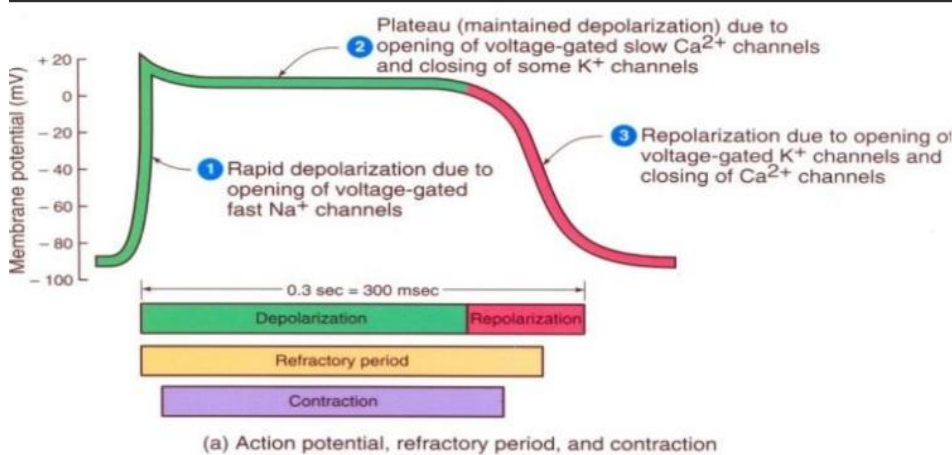 Plateau (maintained depolarization) due to
2 opening of voltage-gated slow Ca2+ channels
and closing of some K+ channels
+ 20
0
− 20
− 40
− 60
− 80
− 100
Membrane potential (mV)
1 Rapid depolarization due to
opening of voltage-gated
fast Na+ channels
3 Repolarization due to opening of
voltage-gated K+ channels and
closing of Ca2+ channels
0.3 sec = 300 msec
Depolarization
Repolarization
Refractory period
Contraction
(a) Action potential, refractory period, and contraction